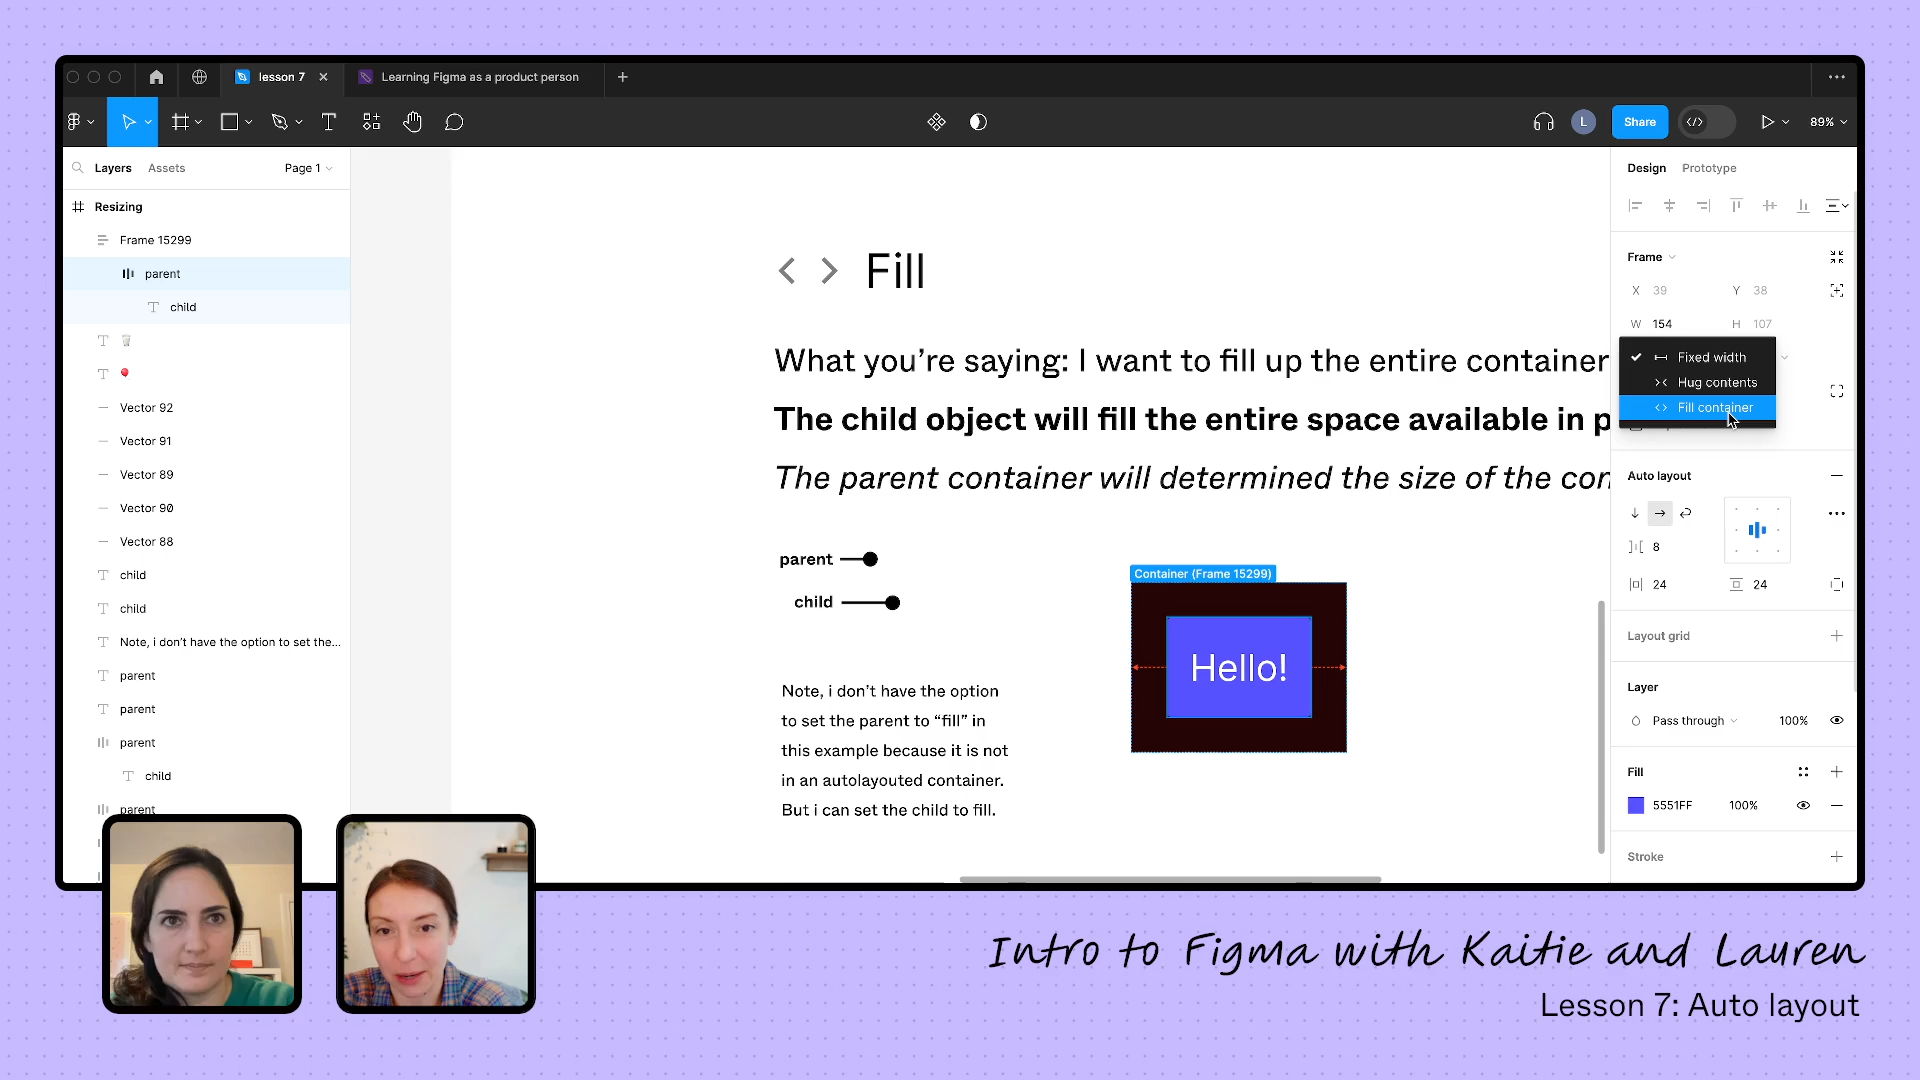 lesson 7
Learning Figma as a product person
L
Share
89%
Layers
Assets
Page 1
Resizing
Frame 15299
parent
child
Vector 92
Vector 91
Vector 89
Vector 90
Vector 88
child
child
Note, i don't have the option to set the...
parent
parent
parent
child
parent
Fill
What you're saying: I want to fill up the entire container
The child object will fill the entire space available in p
The parent container will determined the size of the con
parent
child
Container (Frame 15299)
Hello!
Note, i don't have the option
to set the parent to "fill" in
this example because it is not
in an autolayouted container.
But i can set the child to fill.
Design
Prototype
Frame
X 39
Y 38
W 154
H 107
Fixed width
Hug contents
Fill container
Auto layout
8
24
24
Layout grid
Layer
Pass through
100%
Fill
5551FF
100%
Stroke
Intro to Figma with Kaitie and Lauren
Lesson 7: Auto layout